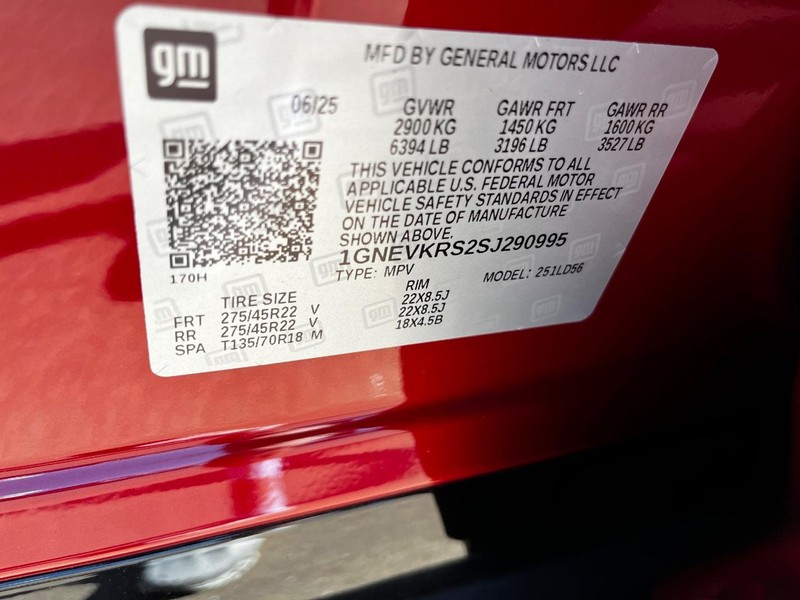 gm
MFD BY GENERAL MOTORS LLC
06/25 GVWR GAWR FRT GAWR RR
2900 KG 1450 KG 1600 KG
6394 LB 3196 LB 3527 LB
THIS VEHICLE CONFORMS TO ALL
APPLICABLE U.S. FEDERAL MOTOR
VEHICLE SAFETY STANDARDS IN EFFECT
ON THE DATE OF MANUFACTURE
SHOWN ABOVE.
1GNEVKRS2SJ290995
170H TYPE: MPV MODEL: 251LD56
TIRE SIZE RIM
FRT 275/45R22 V 22X8.5J
RR 275/45R22 V 22X8.5J
SPA T135/70R18 M 18X4.5B